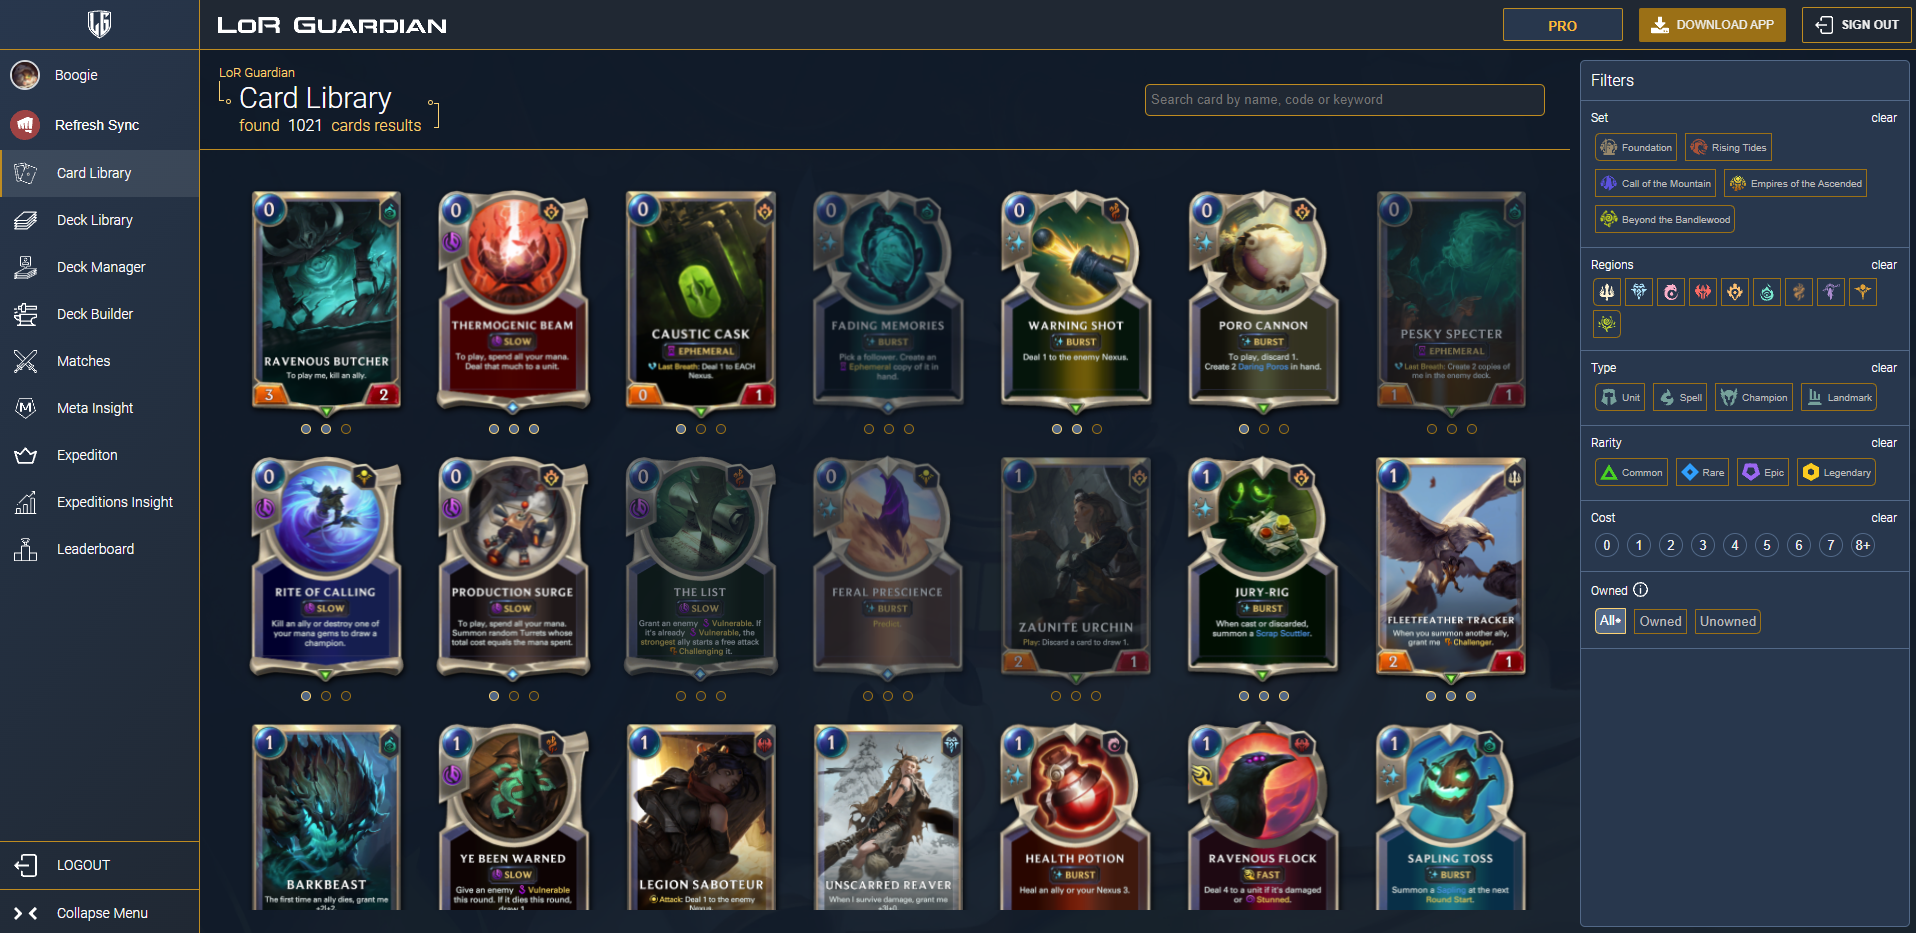 LG
LoR Guardian
PRO
DOWNLOAD APP
SIGN OUT
Boogie
Refresh Sync
Card Library
Deck Library
Deck Manager
Deck Builder
Matches
Meta Insight
Expediton
Expeditions Insight
Leaderboard
LOGOUT
Collapse Menu
LoR Guardian
Card Library
found 1021 cards results
Search card by name, code or keyword
0
RAVENOUS BUTCHER
To play me, kill an ally.
3 2
0
THERMOGENIC BEAM
SLOW
To play, spend all your mana.
Deal that much to a unit.
0
CAUSTIC CASK
EPHEMERAL
Last Breath: Deal 1 to EACH
Nexus.
0 1
0
FADING MEMORIES
BURST
Pick a follower. Create an
Ephemeral copy of it in
hand.
0
WARNING SHOT
BURST
Deal 1 to the enemy Nexus.
0
PORO CANNON
BURST
To play, discard 1.
Create 2 Daring Poros in hand.
0
PESKY SPECTER
EPHEMERAL
Last Breath: Create 2 copies of
me in the enemy deck.
1 1
0
RITE OF CALLING
SLOW
Kill an ally or destroy one of
your mana gems to draw a
champion.
0
PRODUCTION SURGE
SLOW
To play, spend all your mana.
Summon random Turrets whose
total cost equals the mana spent.
0
THE LIST
SLOW
Grant an enemy Vulnerable. If
it's already Vulnerable, the
strongest ally starts a free attack
Challenging it.
0
FERAL PRESCIENCE
BURST
Predict.
1
ZAUNITE URCHIN
Play: Discard a card to draw 1.
2 1
1
JURY-RIG
BURST
When cast or discarded,
summon a Scrap Scuttler.
1
FLEETFEATHER TRACKER
When you summon another ally,
grant me Challenger.
2 1
1
BARKBEAST
The first time an ally dies, grant me
+2|+2
1
YE BEEN WARNED
SLOW
Give an enemy Vulnerable
this round. If it dies this round,
draw 1
1
LEGION SABOTEUR
Attack: Deal 1 to the enemy
Nexus
1
UNSCARRED REAVER
When I survive damage, grant me
+3|+0
1
HEALTH POTION
BURST
Heal an ally or your Nexus 3.
1
RAVENOUS FLOCK
FAST
Deal 4 to a unit if it's damaged
or Stunned.
1
SAPLING TOSS
BURST
Summon a Sapling at the next
Round Start.
Filters
Set clear
Foundation
Rising Tides
Call of the Mountain
Empires of the Ascended
Beyond the Bandlewood
Regions clear
Type clear
Unit
Spell
Champion
Landmark
Rarity clear
Common
Rare
Epic
Legendary
Cost clear
0 1 2 3 4 5 6 7 8+
Owned
All
Owned
Unowned